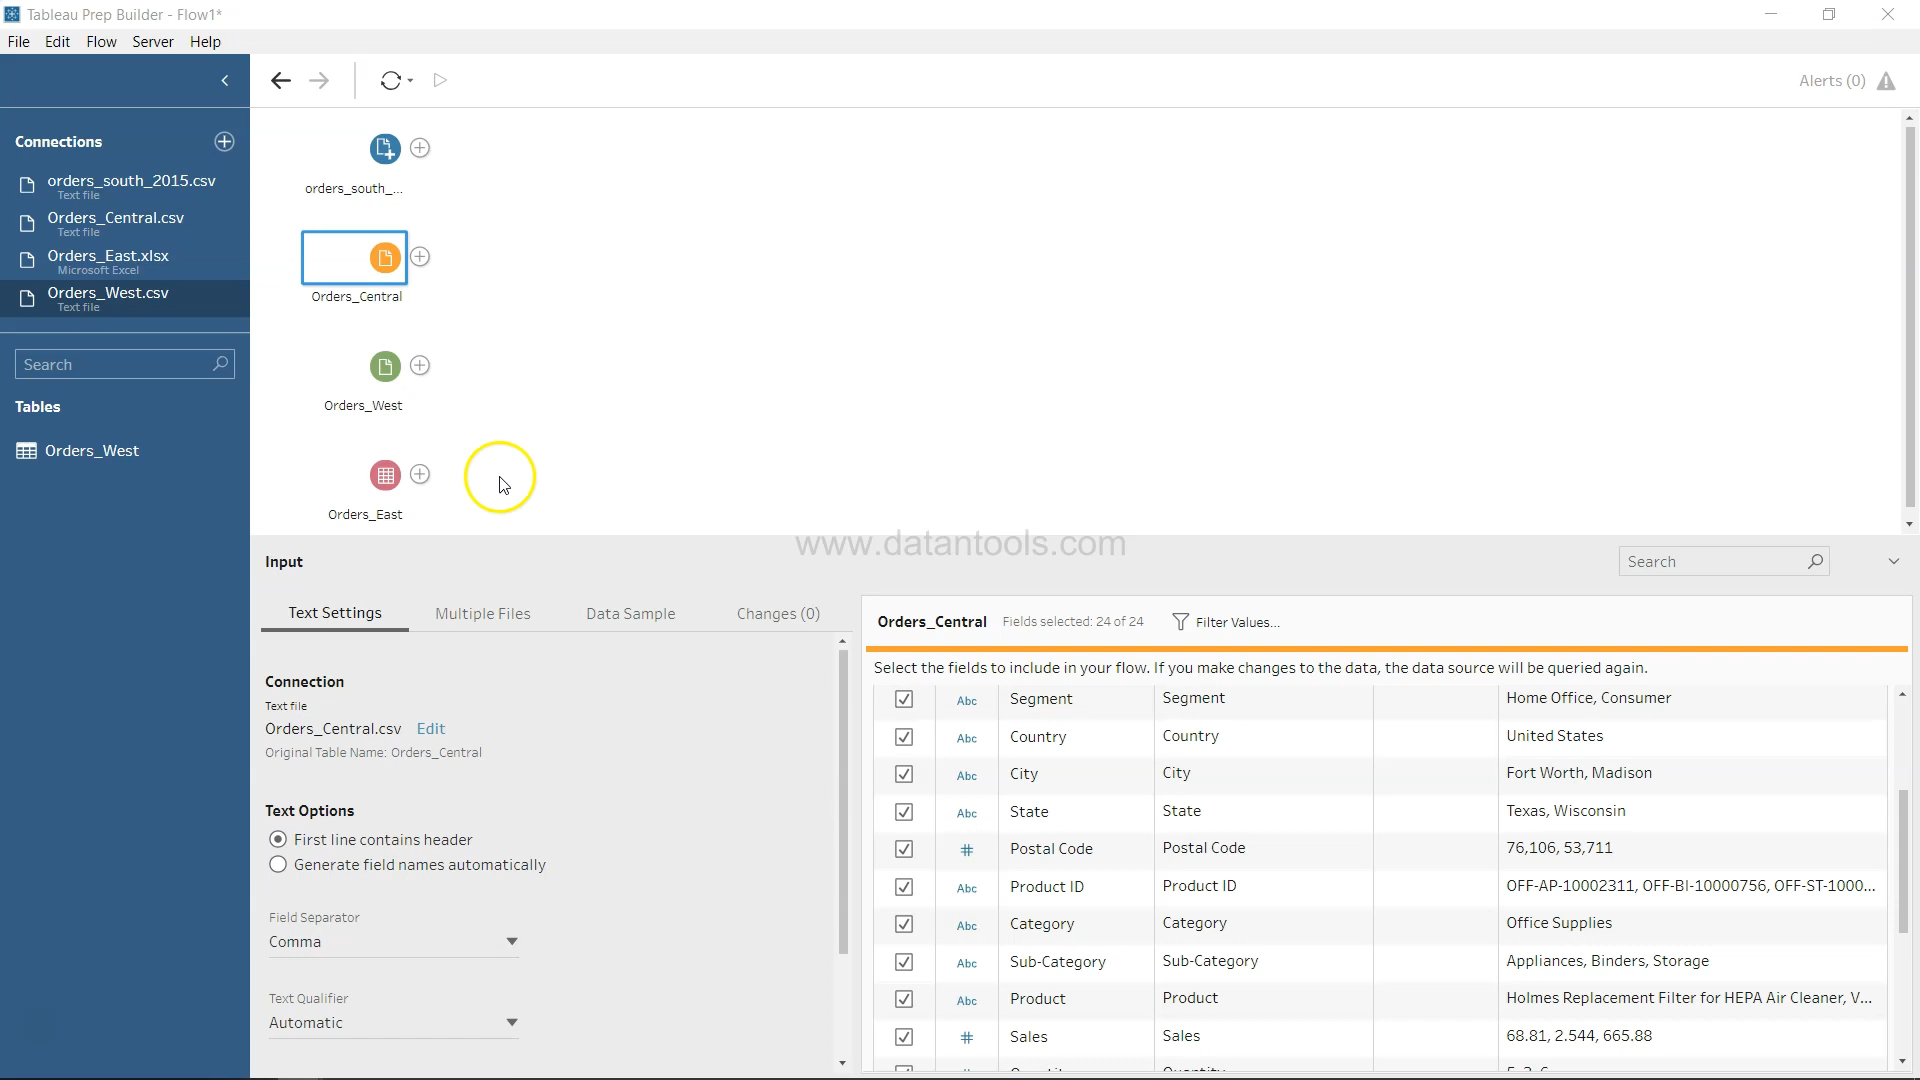 Tableau Prep Builder - Flow1*
File Edit Flow Server Help
Alerts (0)
Connections
orders_south_2015.csv
Text file
Orders_Central.csv
Text file
Orders_East.xlsx
Microsoft Excel
Orders_West.csv
Text file
Search
Tables
Orders_West
orders_south_...
Orders_Central
Orders_West
Orders_East
www.datantools.com
Input
Search
Text Settings Multiple Files Data Sample Changes (0)
Connection
Text file
Orders_Central.csv Edit
Original Table Name: Orders_Central
Text Options
First line contains header
Generate field names automatically
Field Separator
Comma
Text Qualifier
Automatic
Orders_Central Fields selected: 24 of 24 Filter Values...
Select the fields to include in your flow. If you make changes to the data, the data source will be queried again.
Abc Segment Segment Home Office, Consumer
Abc Country Country United States
Abc City City Fort Worth, Madison
Abc State State Texas, Wisconsin
# Postal Code Postal Code 76,106, 53,711
Abc Product ID Product ID OFF-AP-10002311, OFF-BI-10000756, OFF-ST-1000...
Abc Category Category Office Supplies
Abc Sub-Category Sub-Category Appliances, Binders, Storage
Abc Product Product Holmes Replacement Filter for HEPA Air Cleaner, V...
# Sales Sales 68.81, 2.544, 665.88